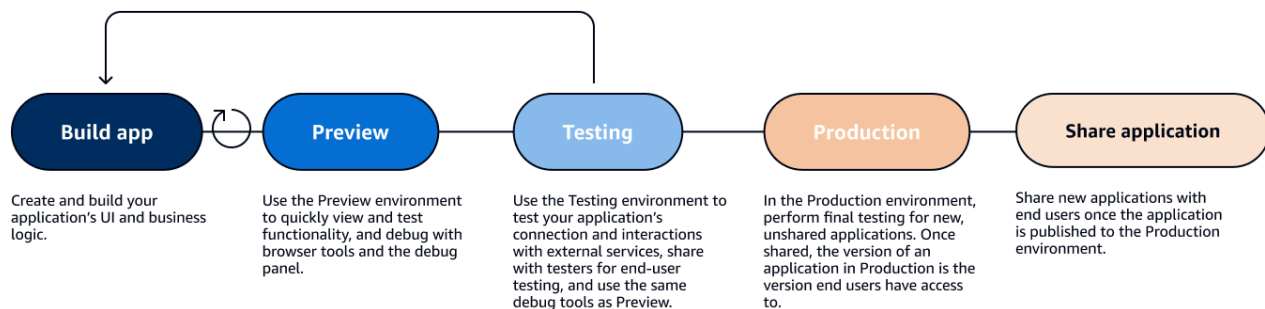 Build app
Preview
Testing
Production
Share application
Create and build your
application's UI and business
logic.
Use the Preview environment
to quickly view and test
functionality, and debug with
browser tools and the debug
panel.
Use the Testing environment to
test your application's
connection and interactions
with external services, share
with testers for end-user
testing, and use the same
debug tools as Preview.
In the Production environment,
perform final testing for new,
unshared applications. Once
shared, the version of an
application in Production is the
version end users have access
to.
Share new applications with
end users once the application
is published to the Production
environment.